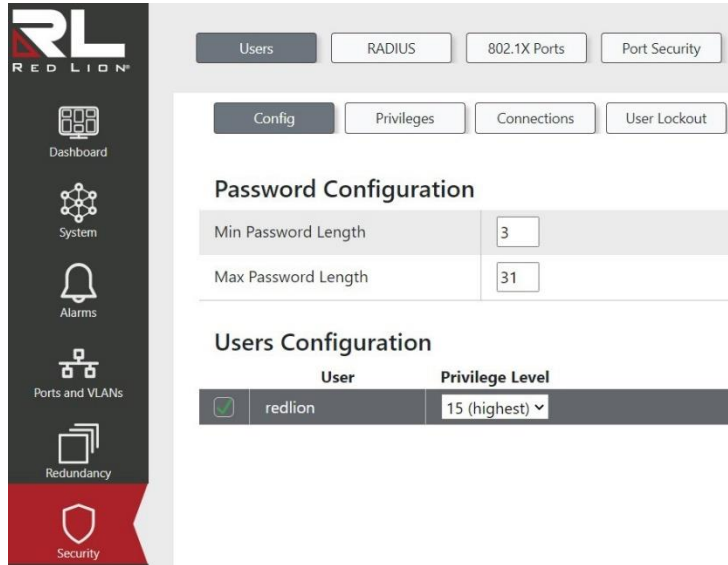 RL
RED LION®
Users RADIUS 802.1X Ports Port Security
Config Privileges Connections User Lockout
Dashboard
System
Alarms
Ports and VLANs
Redundancy
Security
Password Configuration
Min Password Length 3
Max Password Length 31
Users Configuration
User Privilege Level
redlion 15 (highest)